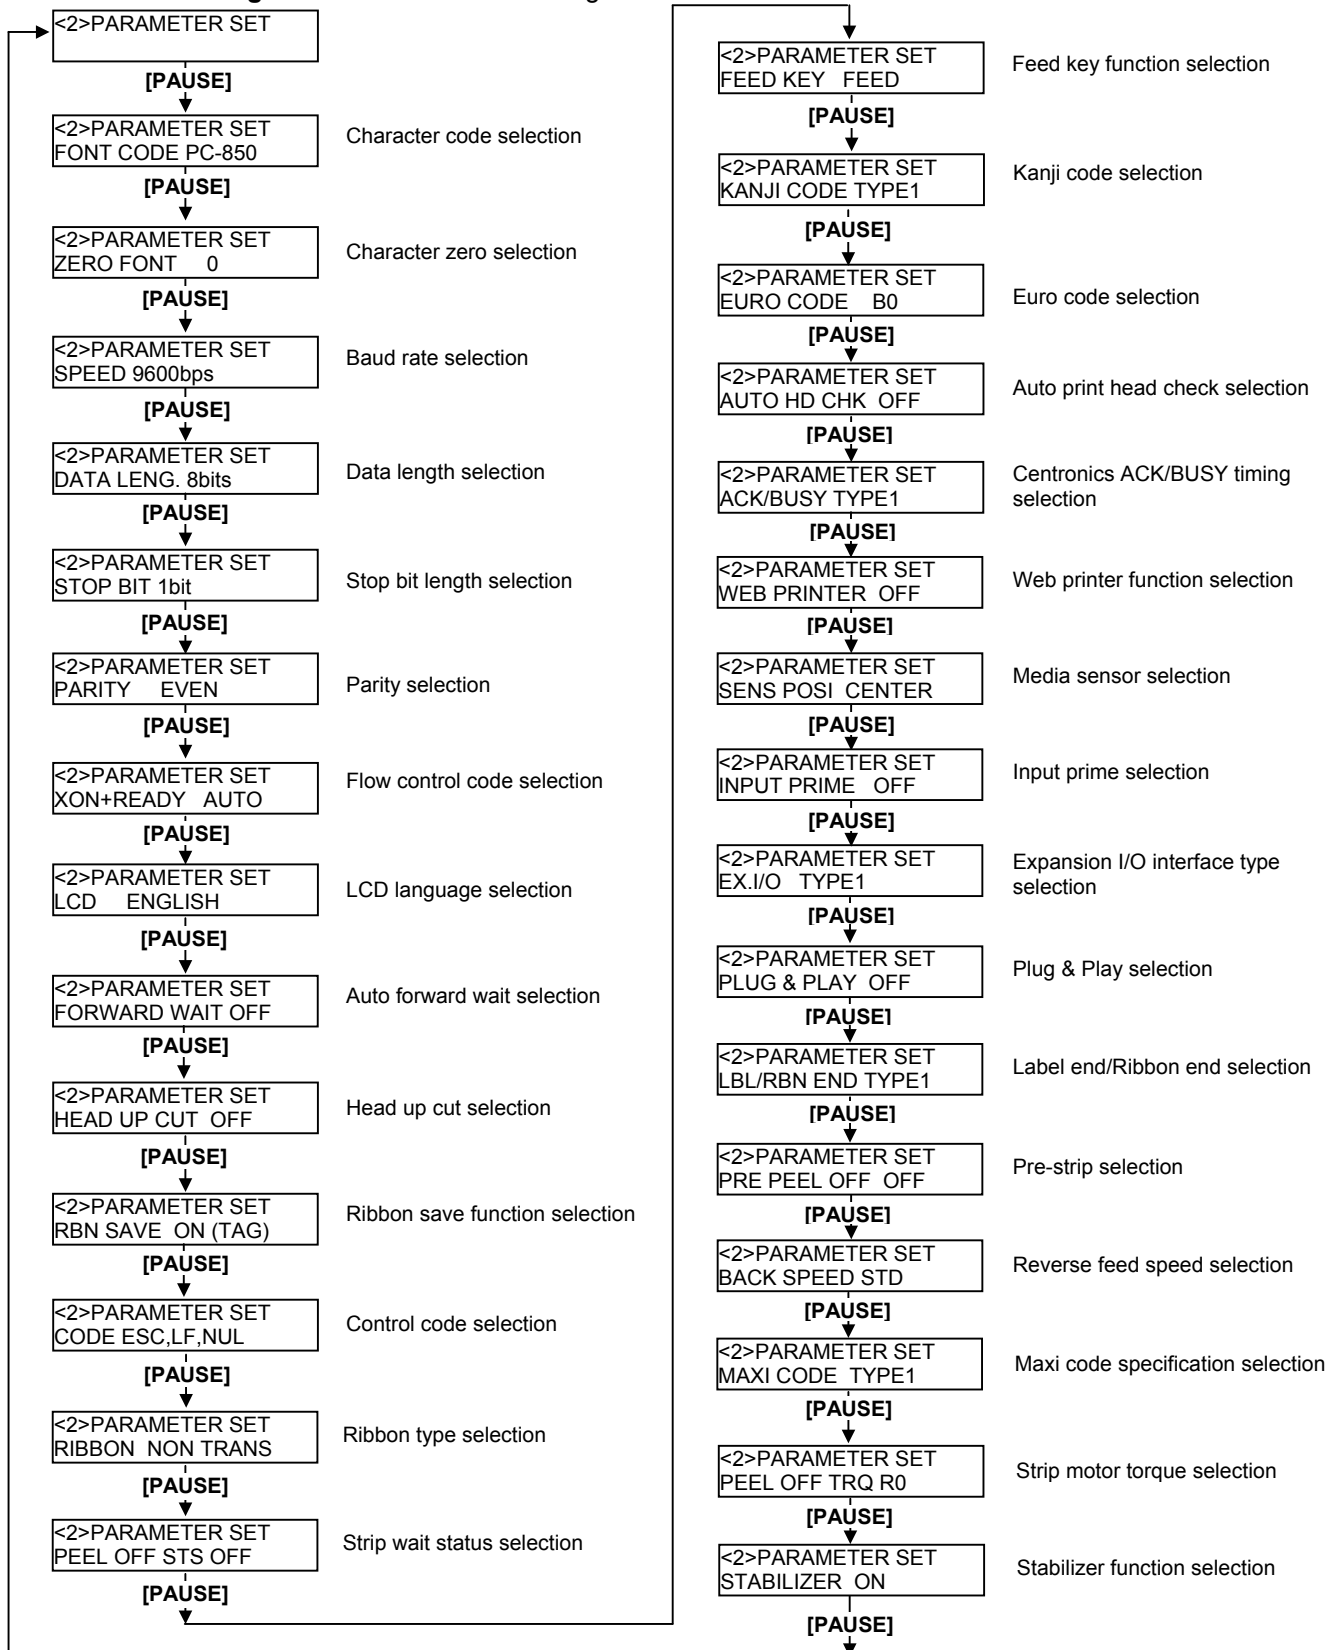 <2>PARAMETER SET
[PAUSE]
<2>PARAMETER SET
FONT CODE PC-850
Character code selection
[PAUSE]
<2>PARAMETER SET
ZERO FONT 0
Character zero selection
[PAUSE]
<2>PARAMETER SET
SPEED 9600bps
Baud rate selection
[PAUSE]
<2>PARAMETER SET
DATA LENG. 8bits
Data length selection
[PAUSE]
<2>PARAMETER SET
STOP BIT 1bit
Stop bit length selection
[PAUSE]
<2>PARAMETER SET
PARITY EVEN
Parity selection
[PAUSE]
<2>PARAMETER SET
XON+READY AUTO
Flow control code selection
[PAUSE]
<2>PARAMETER SET
LCD ENGLISH
LCD language selection
[PAUSE]
<2>PARAMETER SET
FORWARD WAIT OFF
Auto forward wait selection
[PAUSE]
<2>PARAMETER SET
HEAD UP CUT OFF
Head up cut selection
[PAUSE]
<2>PARAMETER SET
RBN SAVE ON (TAG)
Ribbon save function selection
[PAUSE]
<2>PARAMETER SET
CODE ESC,LF,NUL
Control code selection
[PAUSE]
<2>PARAMETER SET
RIBBON NON TRANS
Ribbon type selection
[PAUSE]
<2>PARAMETER SET
PEEL OFF STS OFF
Strip wait status selection
[PAUSE]
<2>PARAMETER SET
FEED KEY FEED
Feed key function selection
[PAUSE]
<2>PARAMETER SET
KANJI CODE TYPE1
Kanji code selection
[PAUSE]
<2>PARAMETER SET
EURO CODE B0
Euro code selection
[PAUSE]
<2>PARAMETER SET
AUTO HD CHK OFF
Auto print head check selection
[PAUSE]
<2>PARAMETER SET
ACK/BUSY TYPE1
Centronics ACK/BUSY timing
selection
[PAUSE]
<2>PARAMETER SET
WEB PRINTER OFF
Web printer function selection
[PAUSE]
<2>PARAMETER SET
SENS POSI CENTER
Media sensor selection
[PAUSE]
<2>PARAMETER SET
INPUT PRIME OFF
Input prime selection
[PAUSE]
<2>PARAMETER SET
EX.I/O TYPE1
Expansion I/O interface type
selection
[PAUSE]
<2>PARAMETER SET
PLUG & PLAY OFF
Plug & Play selection
[PAUSE]
<2>PARAMETER SET
LBL/RBN END TYPE1
Label end/Ribbon end selection
[PAUSE]
<2>PARAMETER SET
PRE PEEL OFF OFF
Pre-strip selection
[PAUSE]
<2>PARAMETER SET
BACK SPEED STD
Reverse feed speed selection
[PAUSE]
<2>PARAMETER SET
MAXI CODE TYPE1
Maxi code specification selection
[PAUSE]
<2>PARAMETER SET
PEEL OFF TRQ R0
Strip motor torque selection
[PAUSE]
<2>PARAMETER SET
STABILIZER ON
Stabilizer function selection
[PAUSE]